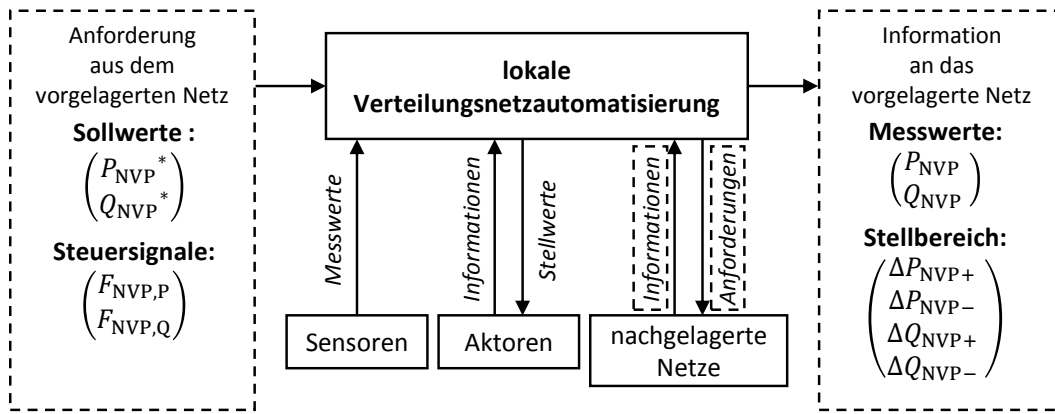 Anforderung
aus dem
vorgelagerten Netz
Sollwerte :
P_NVP*
Q_NVP*
Steuersignale:
F_NVP,P
F_NVP,Q
lokale
Verteilungsnetzautomatisierung
Messwerte
Informationen
Stellwerte
Informationen
Anforderungen
Sensoren
Aktoren
nachgelagerte
Netze
Information
an das
vorgelagerte Netz
Messwerte:
P_NVP
Q_NVP
Stellbereich:
ΔP_NVP+
ΔP_NVP−
ΔQ_NVP+
ΔQ_NVP−